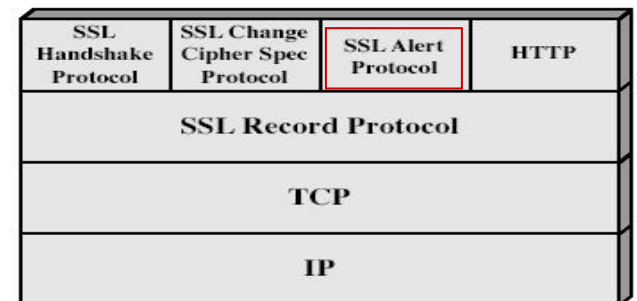 SSL
Handshake
Protocol
SSL Change
Cipher Spec
Protocol
SSL Alert
Protocol
HTTP
SSL Record Protocol
TCP
IP